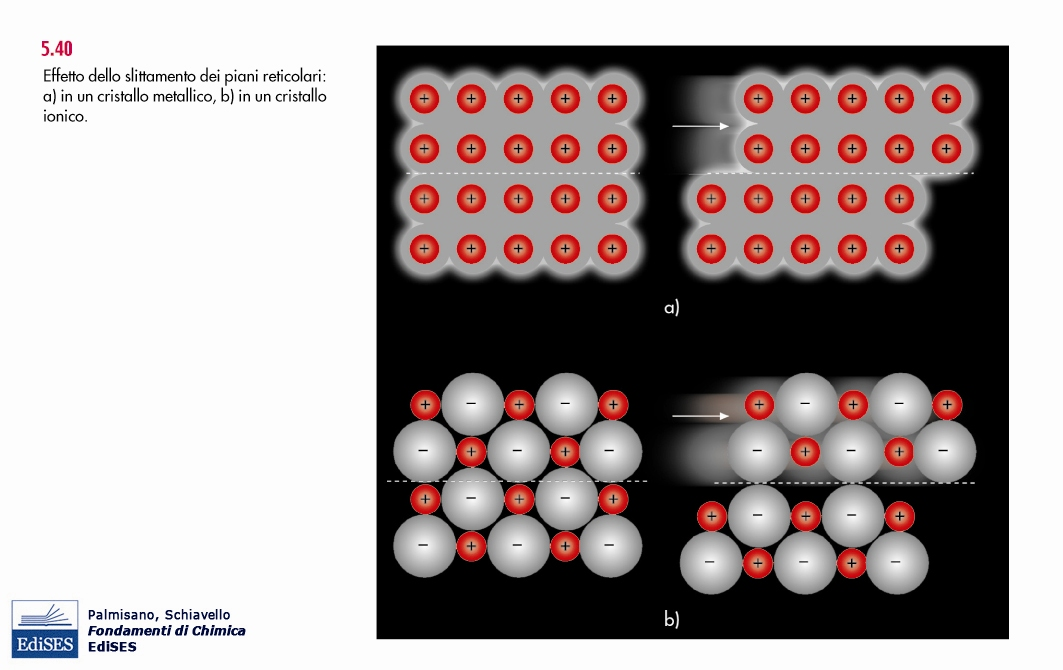 5.40
Effetto dello slittamento dei piani reticolari:
a) in un cristallo metallico, b) in un cristallo
ionico.
+ + + + + + + + + +
+ + + + + + + + + +
+ + + + + + + + + +
+ + + + + + + + + +
a)
+ − + − + + − + − +
− + − + − − + − + −
+ − + − +
+ − + − +
− + − + −
− + − + −
b)
EdiSES
Palmisano, Schiavello
Fondamenti di Chimica
EdiSES